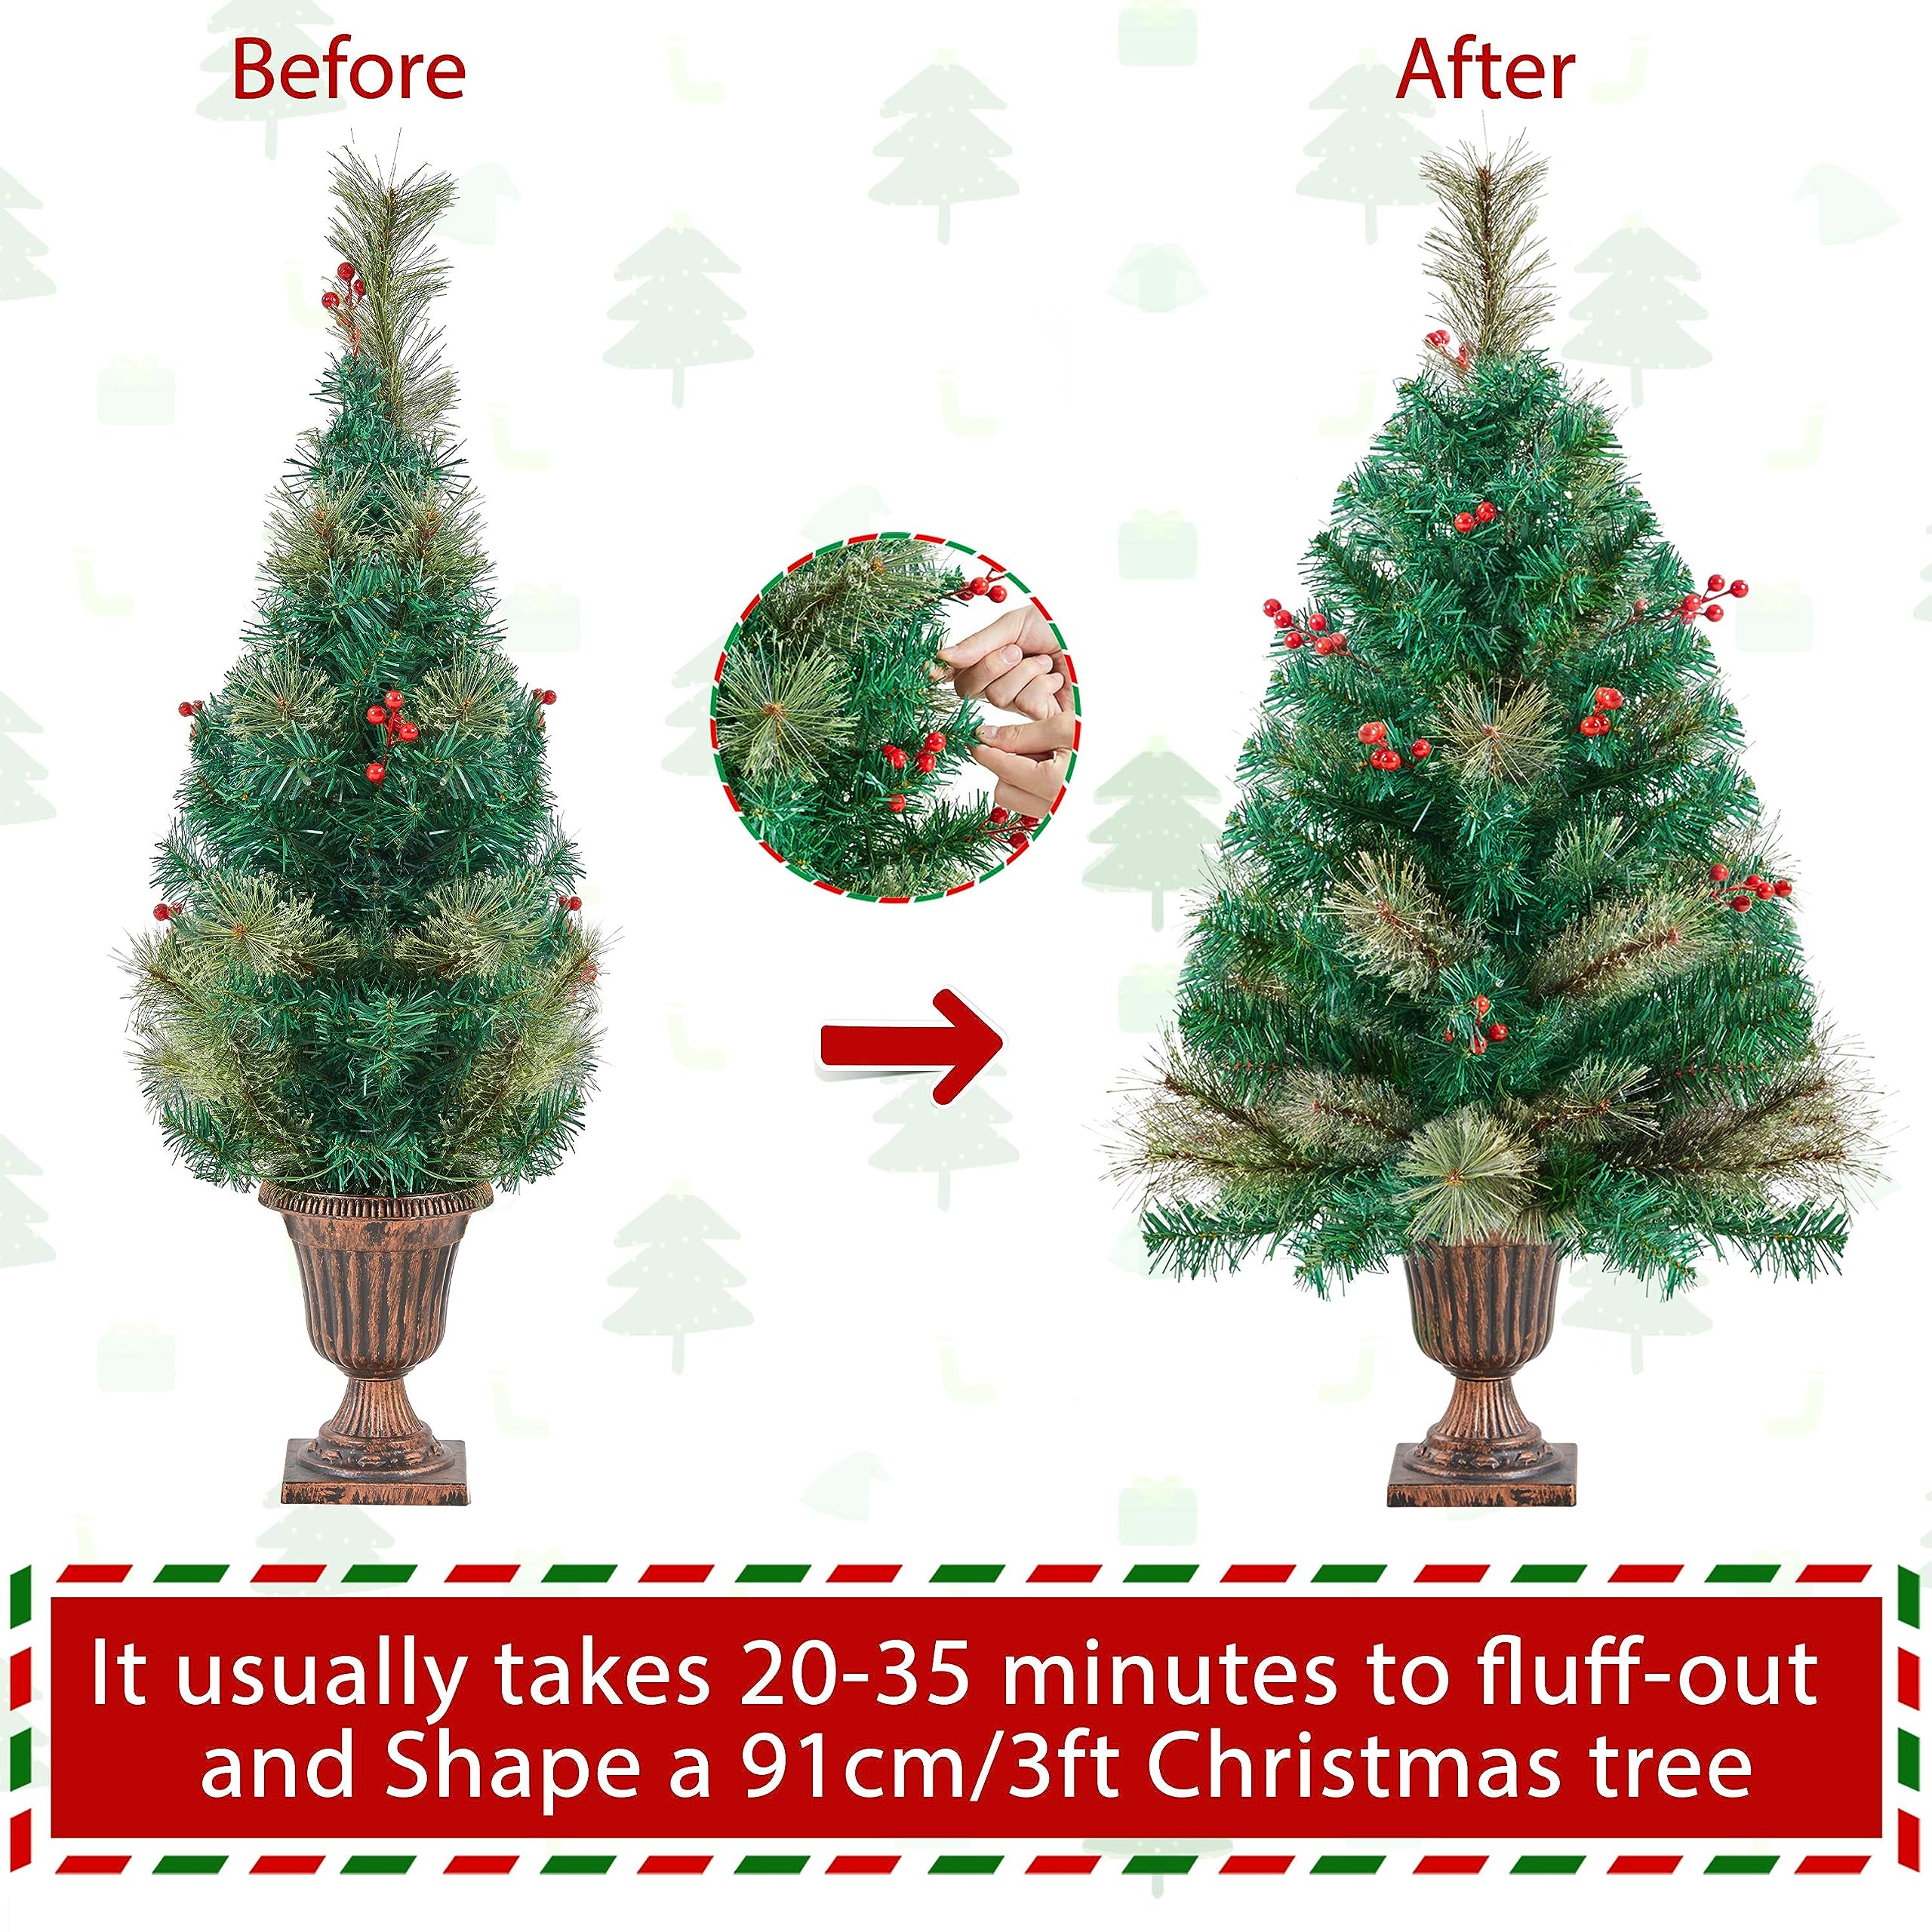 Before
After
It usually takes 20-35 minutes to fluff-out
and Shape a 91cm/3ft Christmas tree